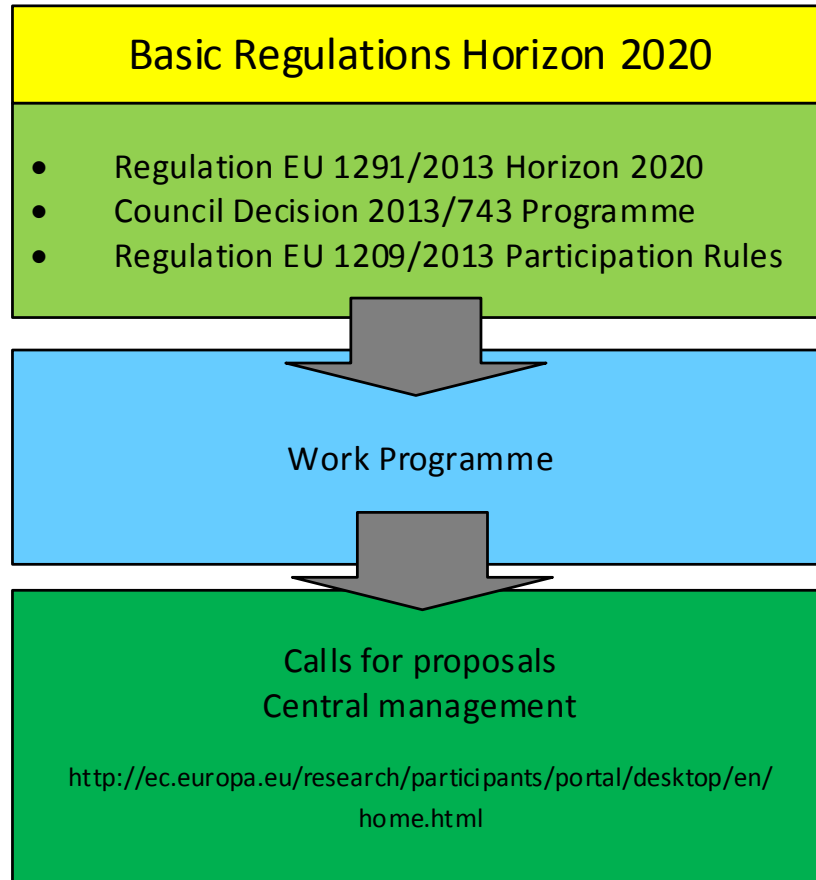 Basic Regulations Horizon 2020
• Regulation EU 1291/2013 Horizon 2020
• Council Decision 2013/743 Programme
• Regulation EU 1209/2013 Participation Rules
Work Programme
Calls for proposals
Central management
http://ec.europa.eu/research/participants/portal/desktop/en/
home.html